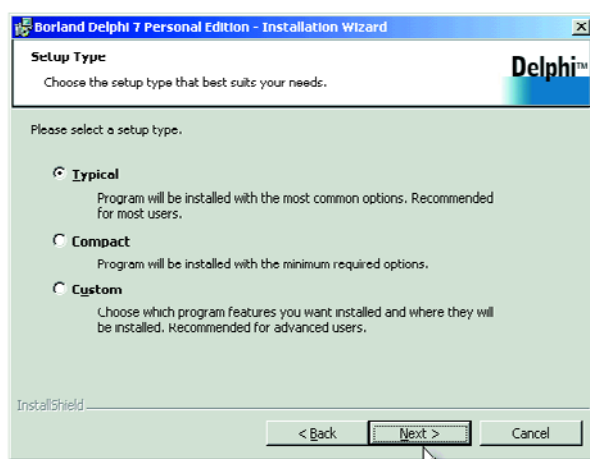 Borland Delphi 7 Personal Edition - Installation Wizard
Setup Type
Choose the setup type that best suits your needs.
Delphi™
Please select a setup type.
Typical
Program will be installed with the most common options. Recommended
for most users.
Compact
Program will be installed with the minimum required options.
Custom
Choose which program features you want installed and where they will
be installed. Recommended for advanced users.
InstallShield
< Back
Next >
Cancel